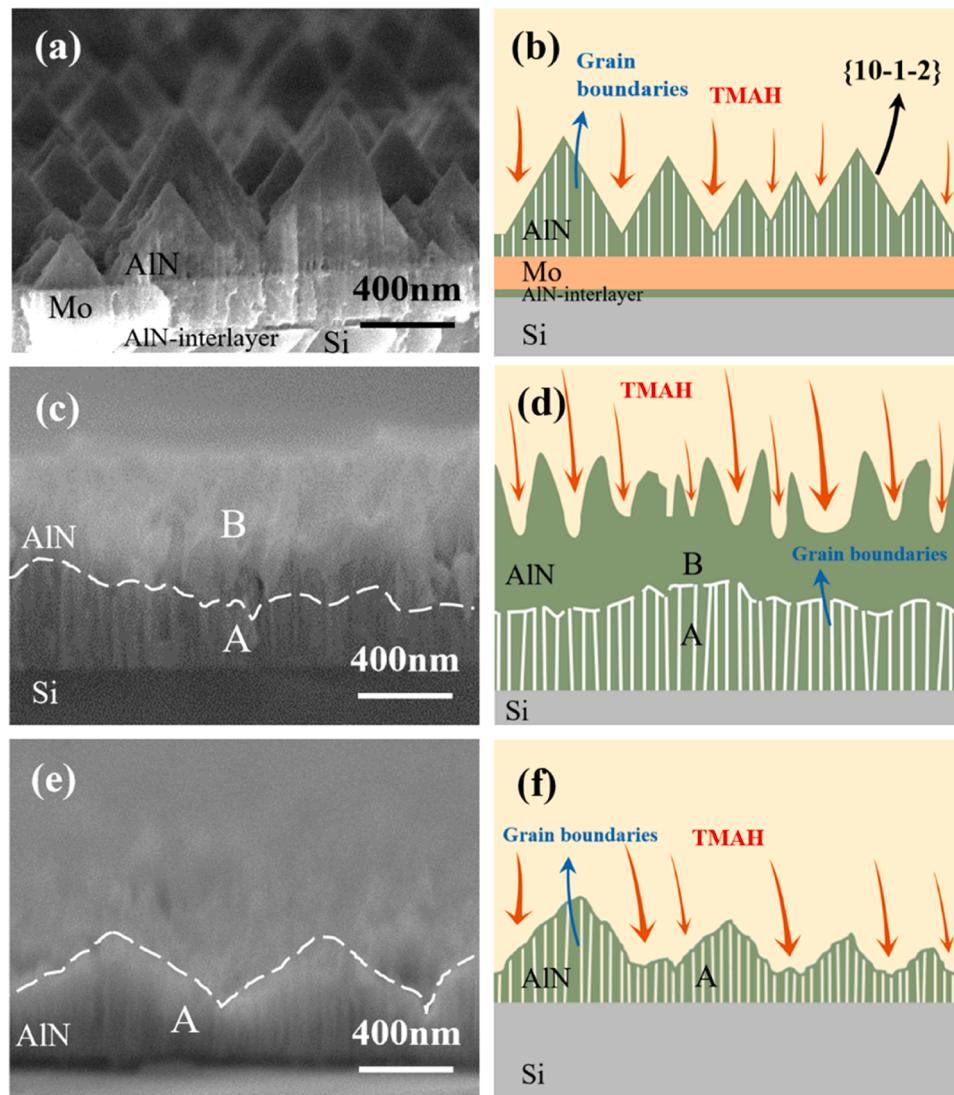 (a)
AlN
Mo
400nm
AlN-interlayer
Si
(b)
Grain
boundaries
TMAH
{10-1-2}
AlN
Mo
AlN-interlayer
Si
(c)
B
AlN
A
400nm
Si
(d)
TMAH
B
Grain boundaries
AlN
A
Si
(e)
A
AlN
400nm
(f)
Grain boundaries
TMAH
AlN
A
Si